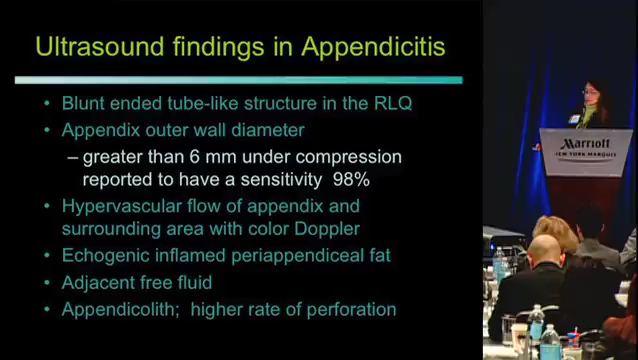 Ultrasound findings in Appendicitis
• Blunt ended tube-like structure in the RLQ
• Appendix outer wall diameter
– greater than 6 mm under compression
reported to have a sensitivity 98%
• Hypervascular flow of appendix and
surrounding area with color Doppler
• Echogenic inflamed periappendiceal fat
• Adjacent free fluid
• Appendicolith; higher rate of perforation
Marriott
NEW YORK MARQUIS